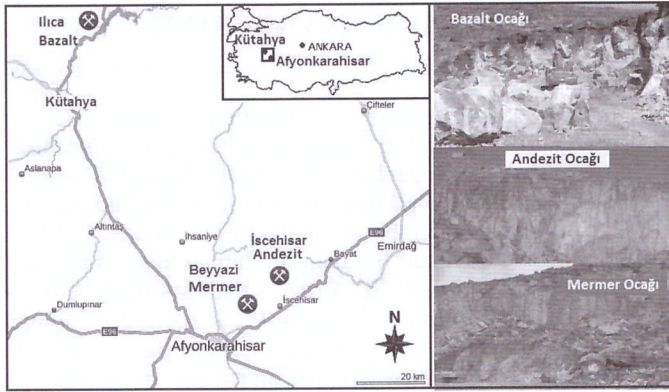 Ilıca
Bazalt
Kütahya
Aslanapa
Altıntaş
Dumlupınar
E96
Afyonkarahisar
İhsaniye
Beyyazi
Mermer
İscehisar
Andezit
İscehisar
Bayat
E96
Emirdağ
Çifteler
N
20 km
Kütahya
ANKARA
Afyonkarahisar
Bazalt Ocağı
Andezit Ocağı
Mermer Ocağı